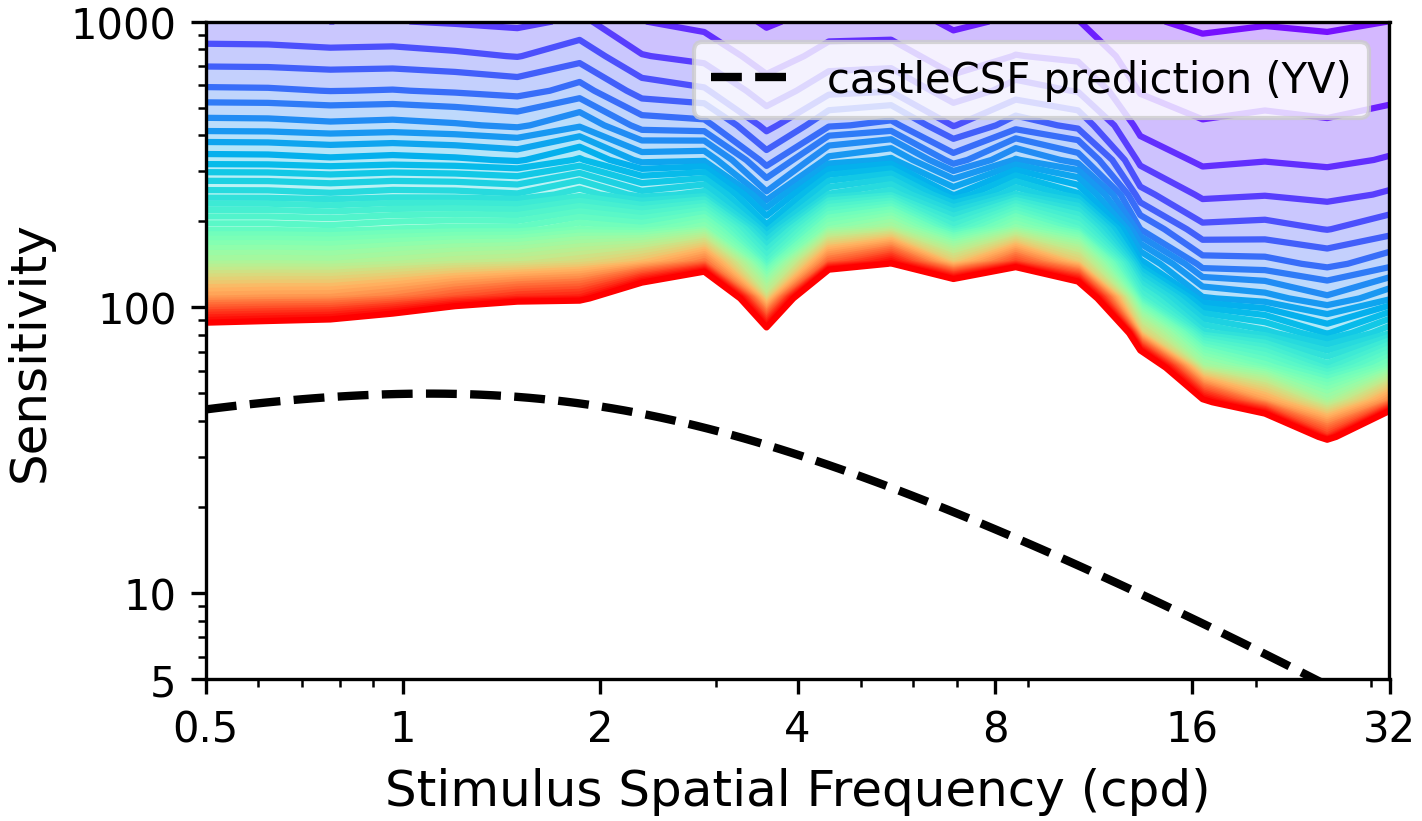 1000
castleCSF prediction (YV)
100
Sensitivity
10
5
0.5 1 2 4 8 16 32
Stimulus Spatial Frequency (cpd)